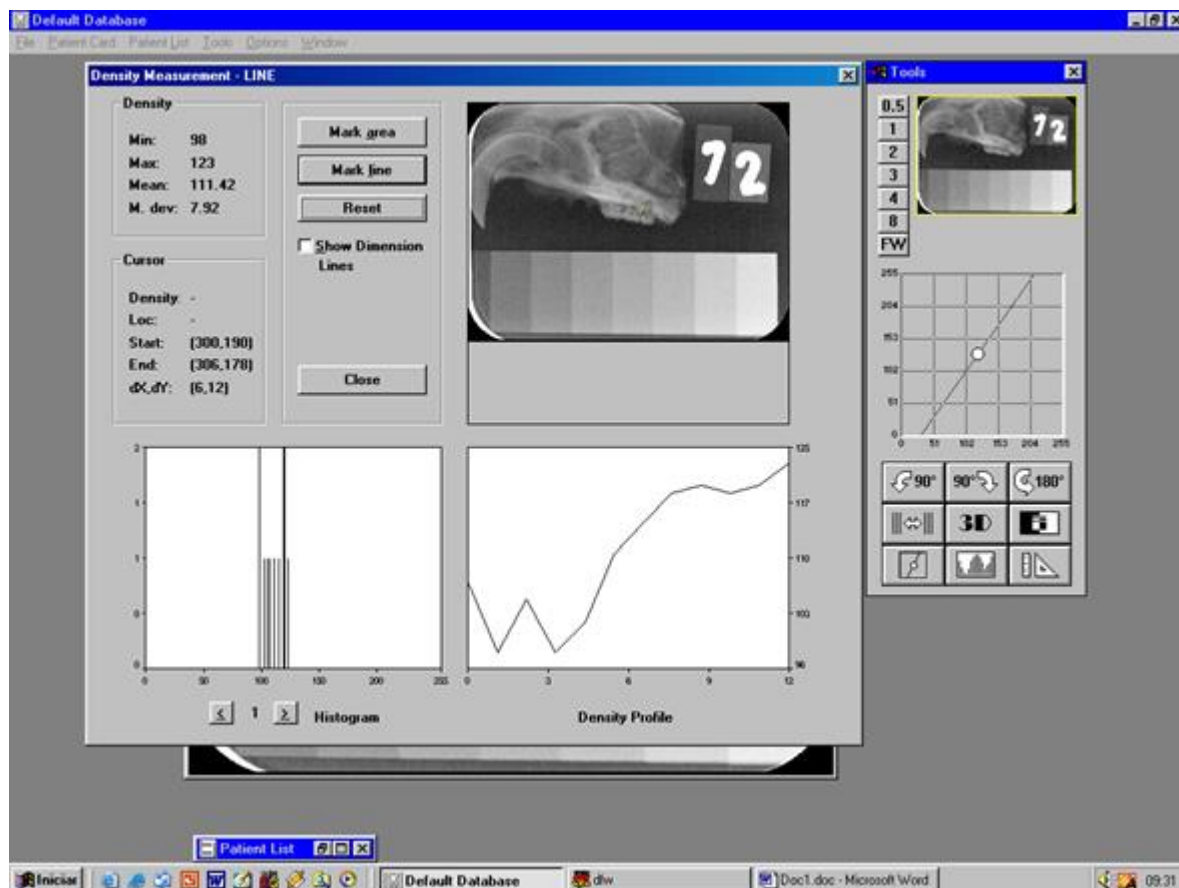 Default Database
File Patient Card Patient List Tools Options Window
Density Measurement - LINE
Density
Min: 98
Max: 123
Mean: 111.42
M. dev: 7.92
Cursor
Density: -
Loc: -
Start: (300,190)
End: (306,178)
dX,dY: (6,12)
Mark area
Mark line
Reset
Show Dimension
Lines
Close
72
2
1
1
0
0
0 50 100 150 200 255
< 1 > Histogram
125
117
110
103
96
0 3 6 9 12
Density Profile
Tools
0.5
1
2
3
4
8
FW
72
255
204
153
102
51
0
0 51 102 153 204 255
90° 90° 180°
3D
Patient List
Iniciar
Default Database
dfw
Doc1.doc - Microsoft Word
09:31